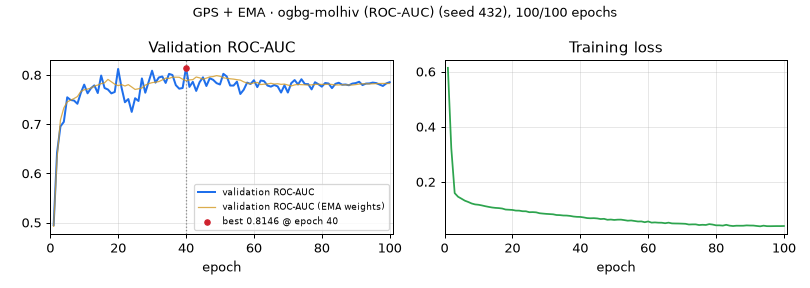 GPS + EMA · ogbg-molhiv (ROC-AUC) (seed 432), 100/100 epochs
Validation ROC-AUC
0.8
0.7
0.6
0.5
0 20 40 60 80 100
epoch
validation ROC-AUC
validation ROC-AUC (EMA weights)
best 0.8146 @ epoch 40
Training loss
0.6
0.4
0.2
0 20 40 60 80 100
epoch